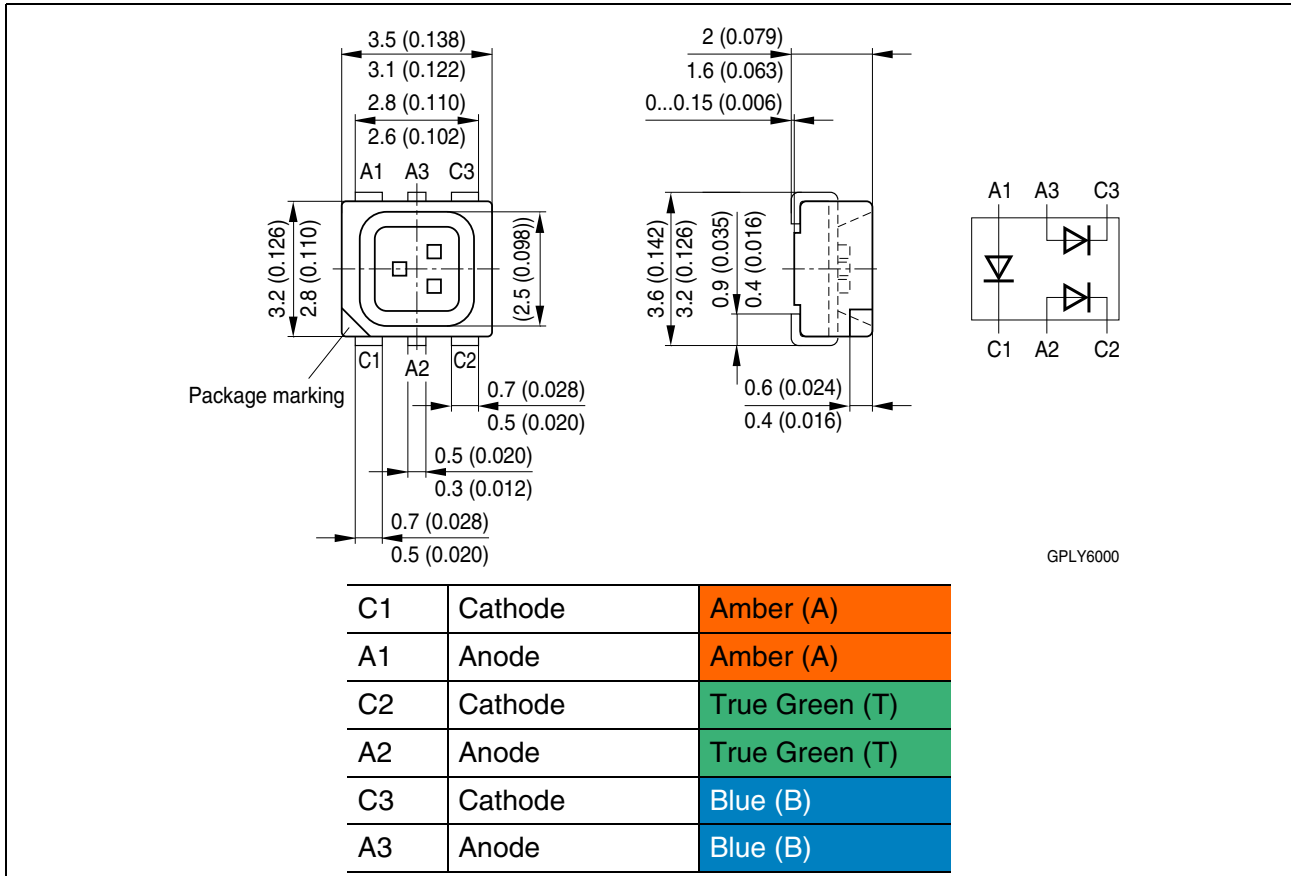 3.5 (0.138)
3.1 (0.122)
2.8 (0.110)
2.6 (0.102)
A1 A3 C3
3.2 (0.126)
2.8 (0.110)
(2.5 (0.098))
C1 A2 C2
Package marking
0.7 (0.028)
0.5 (0.020)
0.5 (0.020)
0.3 (0.012)
0.7 (0.028)
0.5 (0.020)
2 (0.079)
1.6 (0.063)
0...0.15 (0.006)
3.6 (0.142)
3.2 (0.126)
0.9 (0.035)
0.4 (0.016)
0.6 (0.024)
0.4 (0.016)
A1 A3 C3
C1 A2 C2
GPLY6000
C1 Cathode Amber (A)
A1 Anode Amber (A)
C2 Cathode True Green (T)
A2 Anode True Green (T)
C3 Cathode Blue (B)
A3 Anode Blue (B)